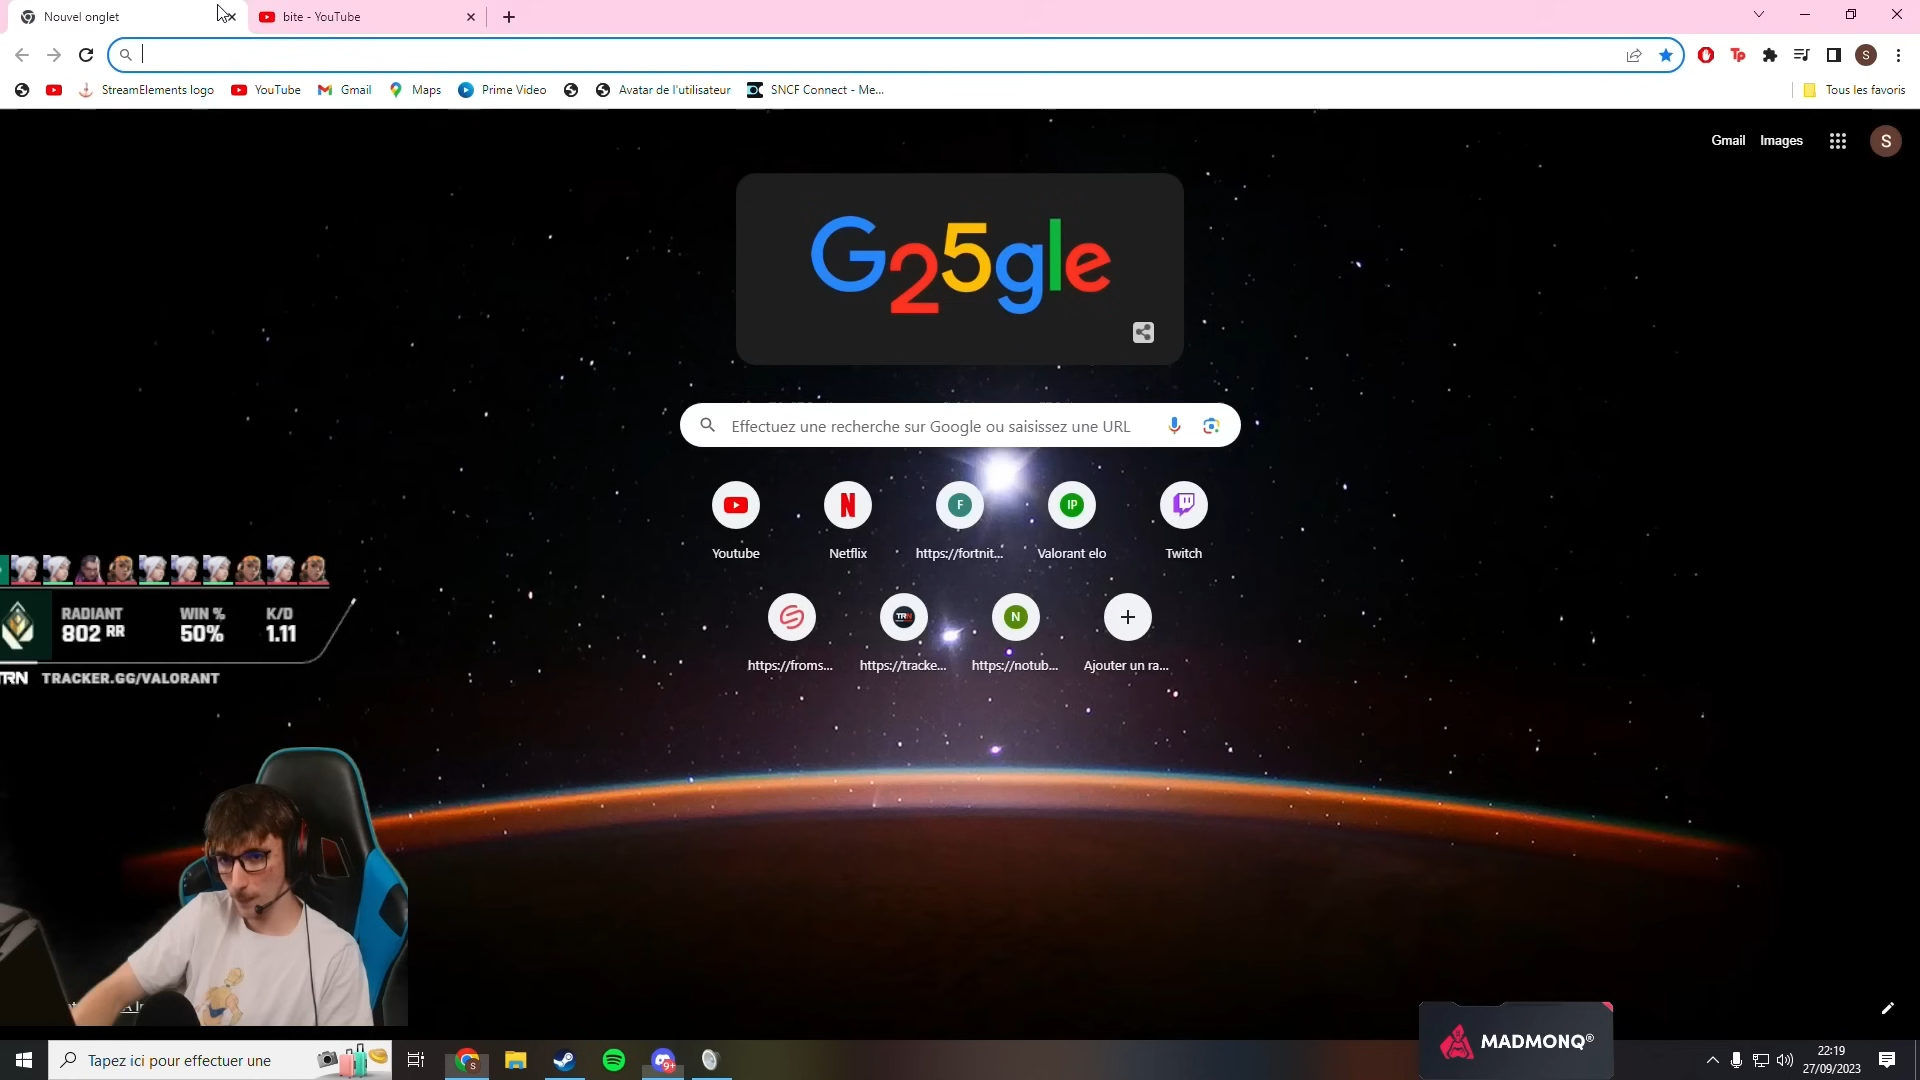 Nouvel onglet
bite - YouTube
StreamElements logo
YouTube
Gmail
Maps
Prime Video
Avatar de l'utilisateur
SNCF Connect - Me...
Tous les favoris
Gmail
Images
S
G25gle
Effectuez une recherche sur Google ou saisissez une URL
Youtube
Netflix
https://fortnit...
Valorant elo
Twitch
https://froms...
https://tracke...
https://notub...
Ajouter un ra...
RADIANT
802 RR
WIN %
50%
K/D
1.11
TRN TRACKER.GG/VALORANT
MADMONQ®
Tapez ici pour effectuer une
9+
22:19
27/09/2023